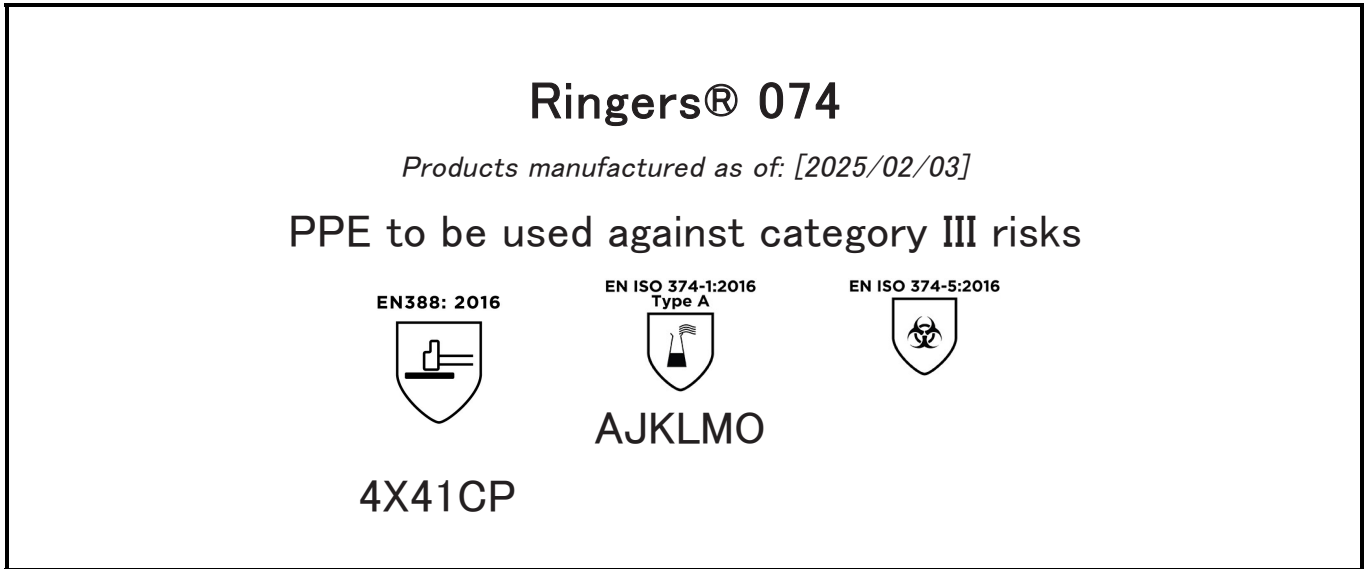 Ringers® 074
Products manufactured as of: [2025/02/03]
PPE to be used against category III risks
EN388: 2016
EN ISO 374-1:2016
Type A
EN ISO 374-5:2016
AJKLMO
4X41CP